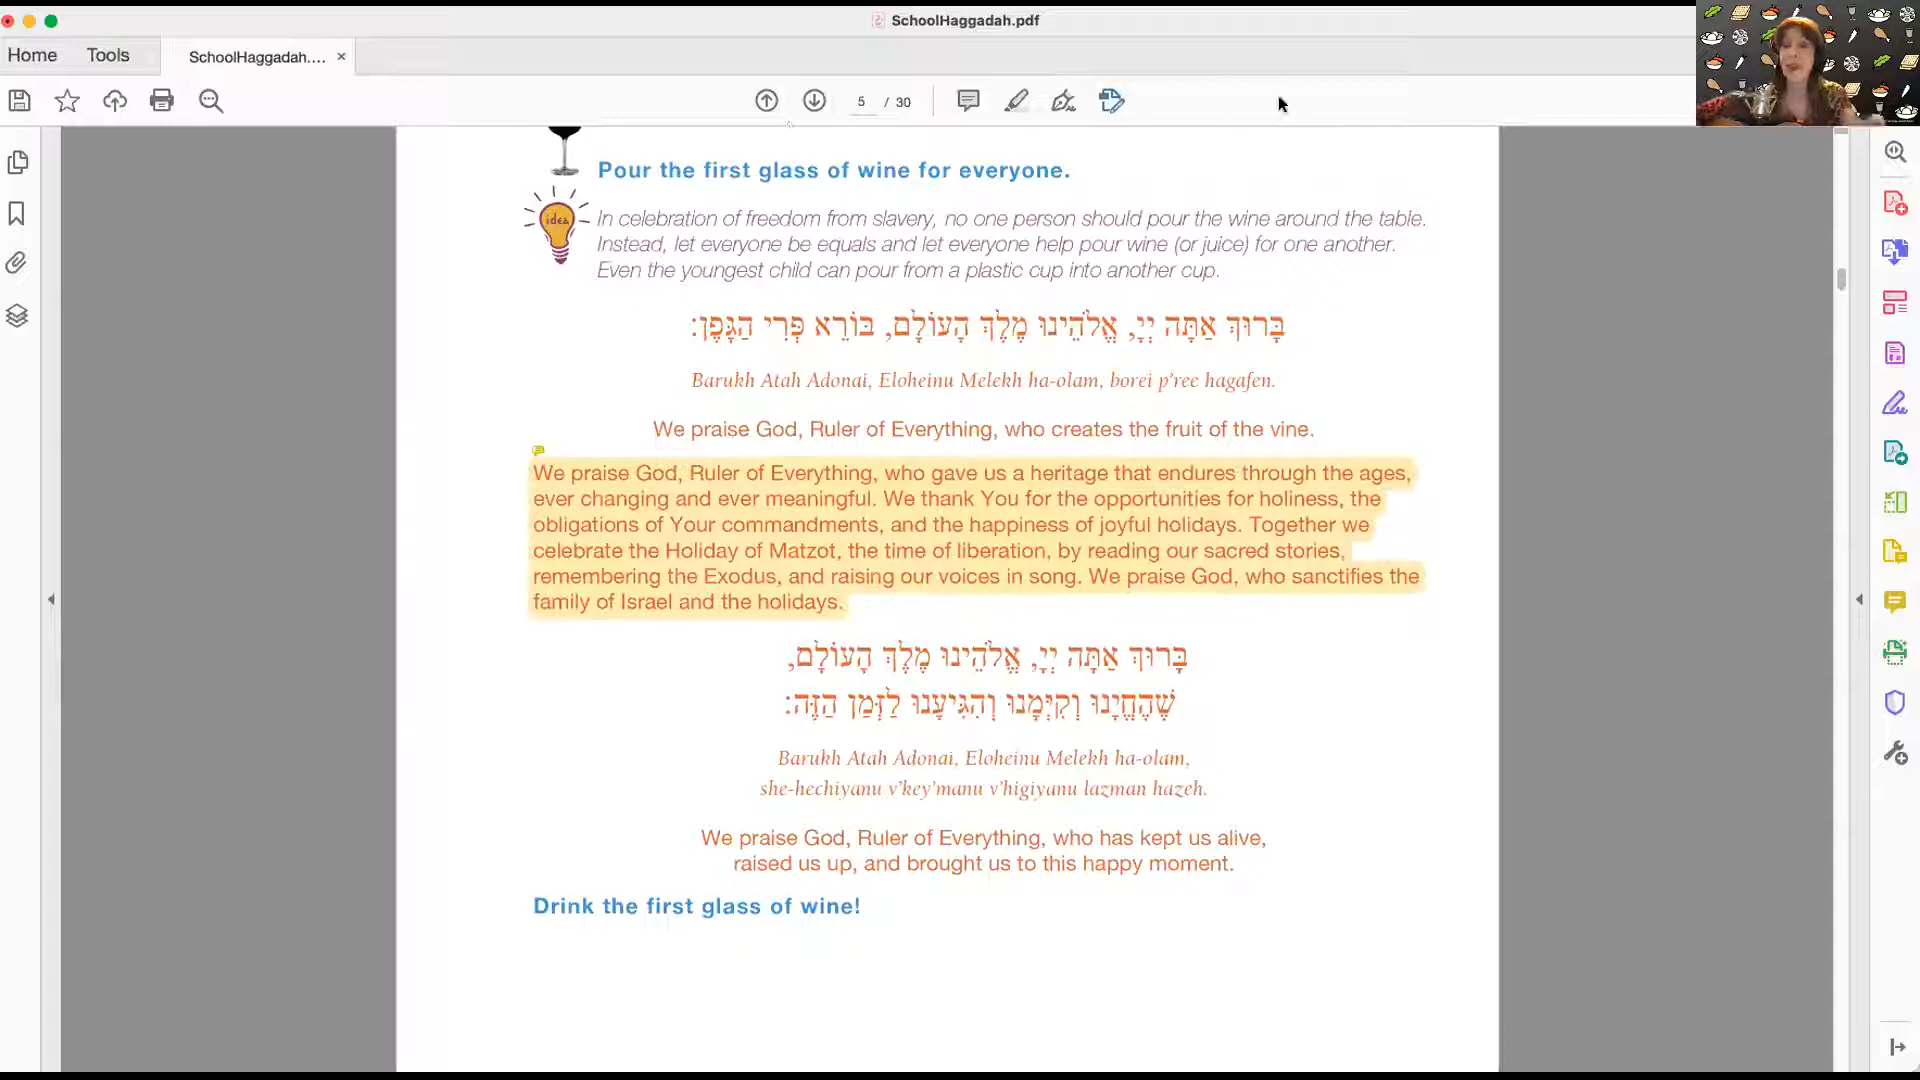 SchoolHaggadah.pdf
Home
Tools
SchoolHaggadah....
5 / 30
Pour the first glass of wine for everyone.
idea
In celebration of freedom from slavery, no one person should pour the wine around the table.
Instead, let everyone be equals and let everyone help pour wine (or juice) for one another.
Even the youngest child can pour from a plastic cup into another cup.
בָּרוּךְ אַתָּה יְיָ, אֱלֹהֵינוּ מֶלֶךְ הָעוֹלָם, בּוֹרֵא פְּרִי הַגָּפֶן:
Barukh Atah Adonai, Eloheinu Melekh ha-olam, borei p’ree hagafen.
We praise God, Ruler of Everything, who creates the fruit of the vine.
We praise God, Ruler of Everything, who gave us a heritage that endures through the ages,
ever changing and ever meaningful. We thank You for the opportunities for holiness, the
obligations of Your commandments, and the happiness of joyful holidays. Together we
celebrate the Holiday of Matzot, the time of liberation, by reading our sacred stories,
remembering the Exodus, and raising our voices in song. We praise God, who sanctifies the
family of Israel and the holidays.
בָּרוּךְ אַתָּה יְיָ, אֱלֹהֵינוּ מֶלֶךְ הָעוֹלָם,
שֶׁהֶחֱיָנוּ וְקִיְּמָנוּ וְהִגִּיעָנוּ לַזְּמַן הַזֶּה:
Barukh Atah Adonai, Eloheinu Melekh ha-olam,
she-hechiyanu v’key’manu v’higiyanu lazman hazeh.
We praise God, Ruler of Everything, who has kept us alive,
raised us up, and brought us to this happy moment.
Drink the first glass of wine!